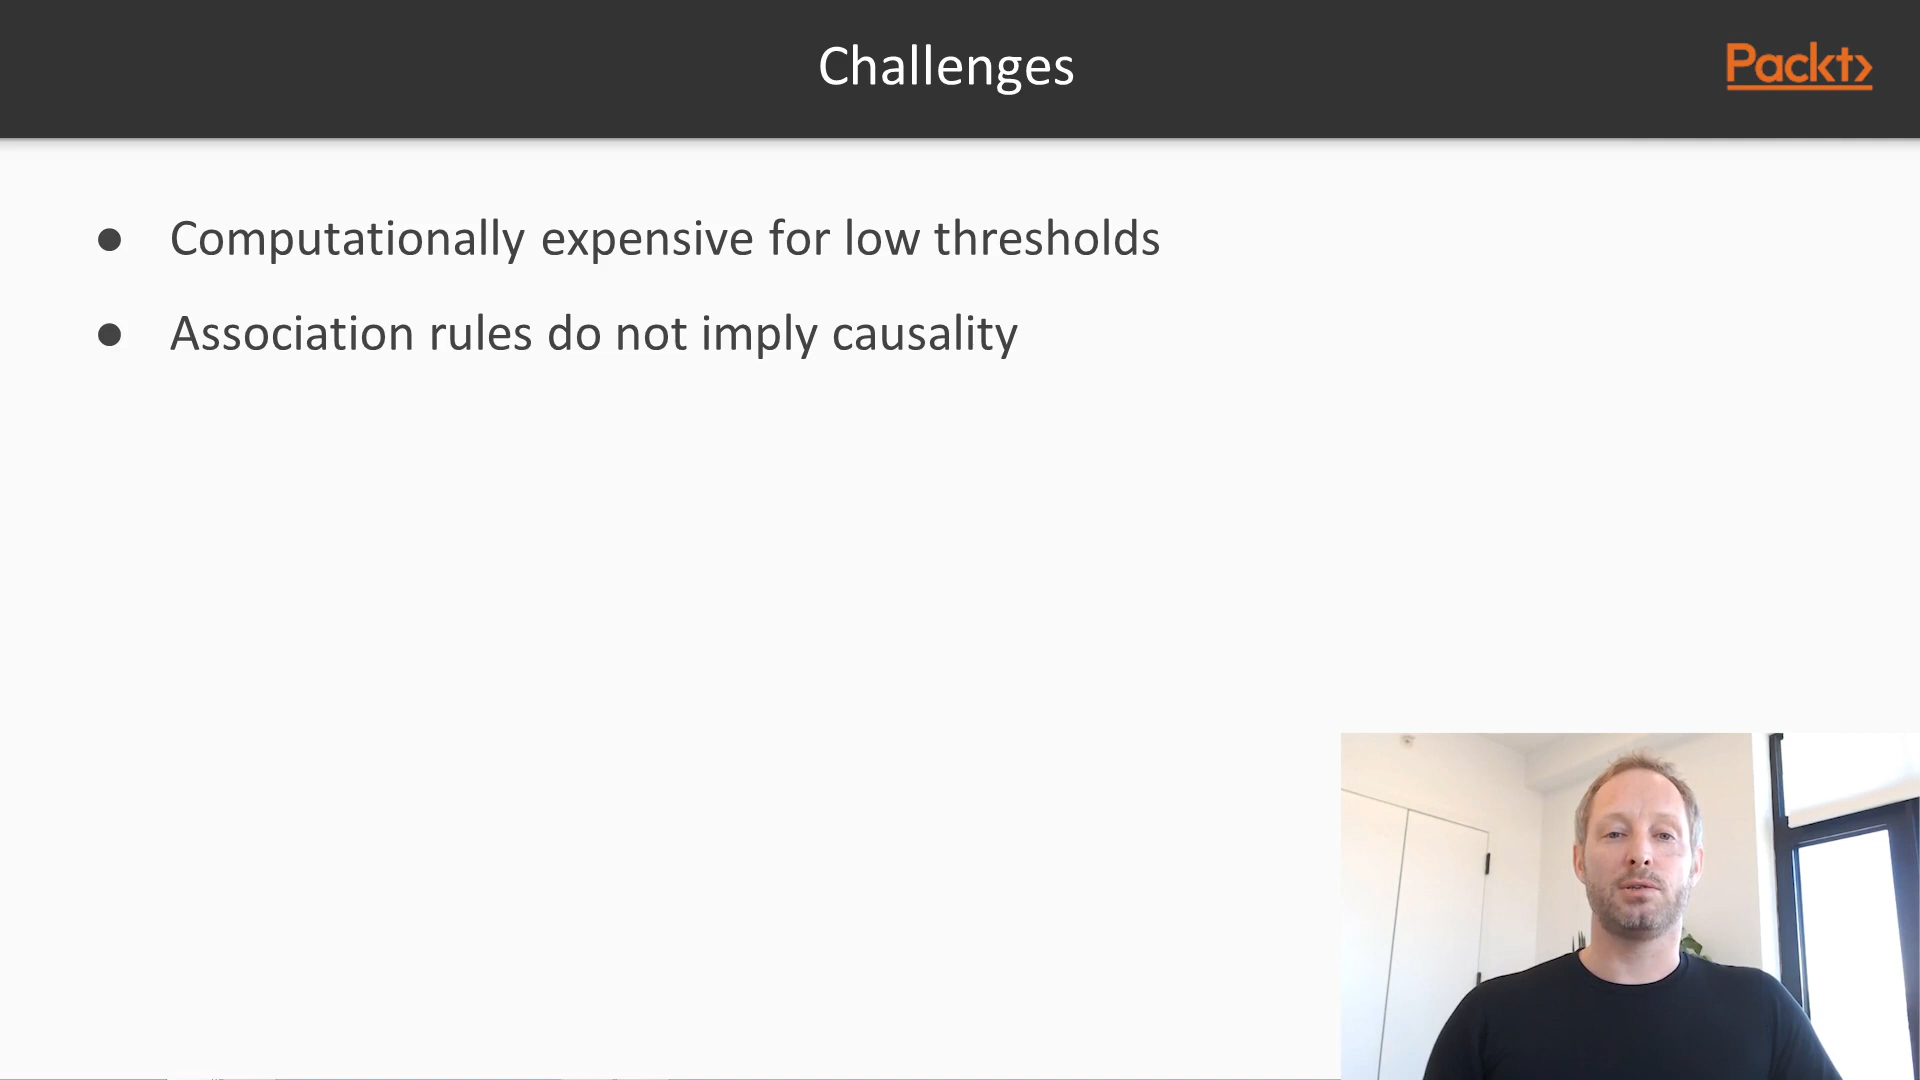 Challenges
Packt>
● Computationally expensive for low thresholds
● Association rules do not imply causality